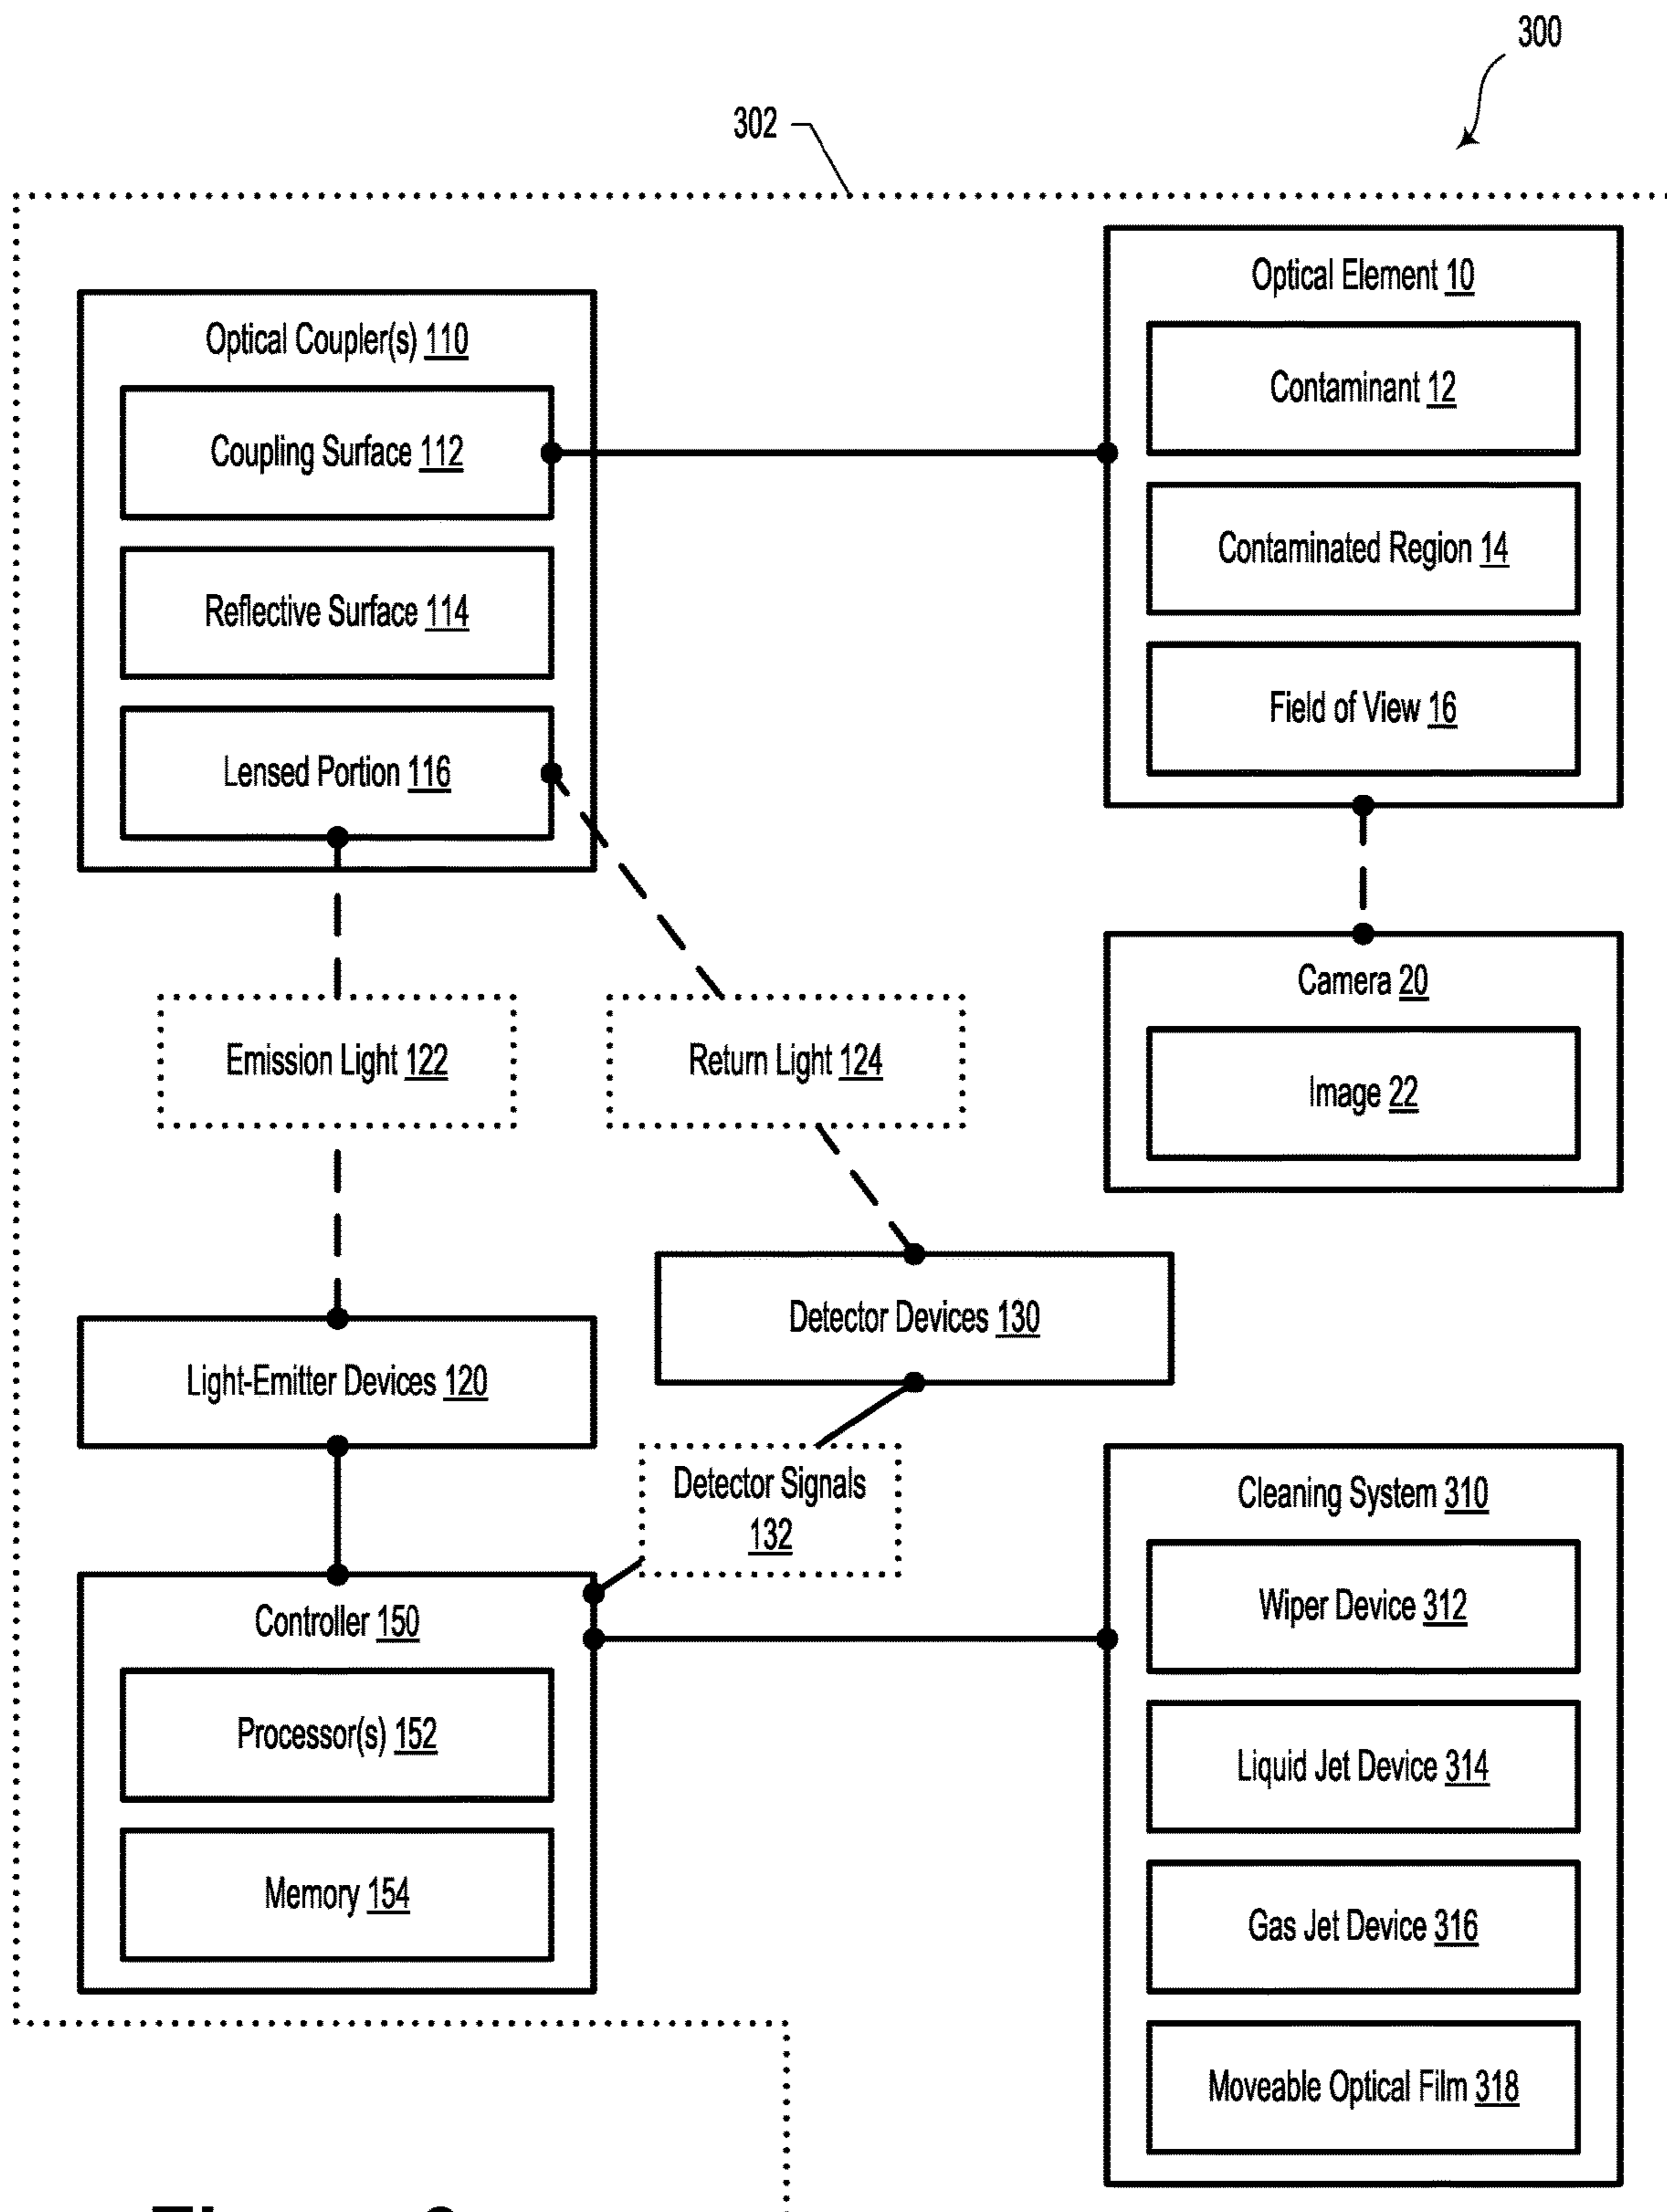 300
302
Optical Element 10
Contaminant 12
Contaminated Region 14
Field of View 16
Optical Coupler(s) 110
Coupling Surface 112
Reflective Surface 114
Lensed Portion 116
Emission Light 122
Return Light 124
Camera 20
Image 22
Detector Devices 130
Light-Emitter Devices 120
Detector Signals
132
Controller 150
Processor(s) 152
Memory 154
Cleaning System 310
Wiper Device 312
Liquid Jet Device 314
Gas Jet Device 316
Moveable Optical Film 318